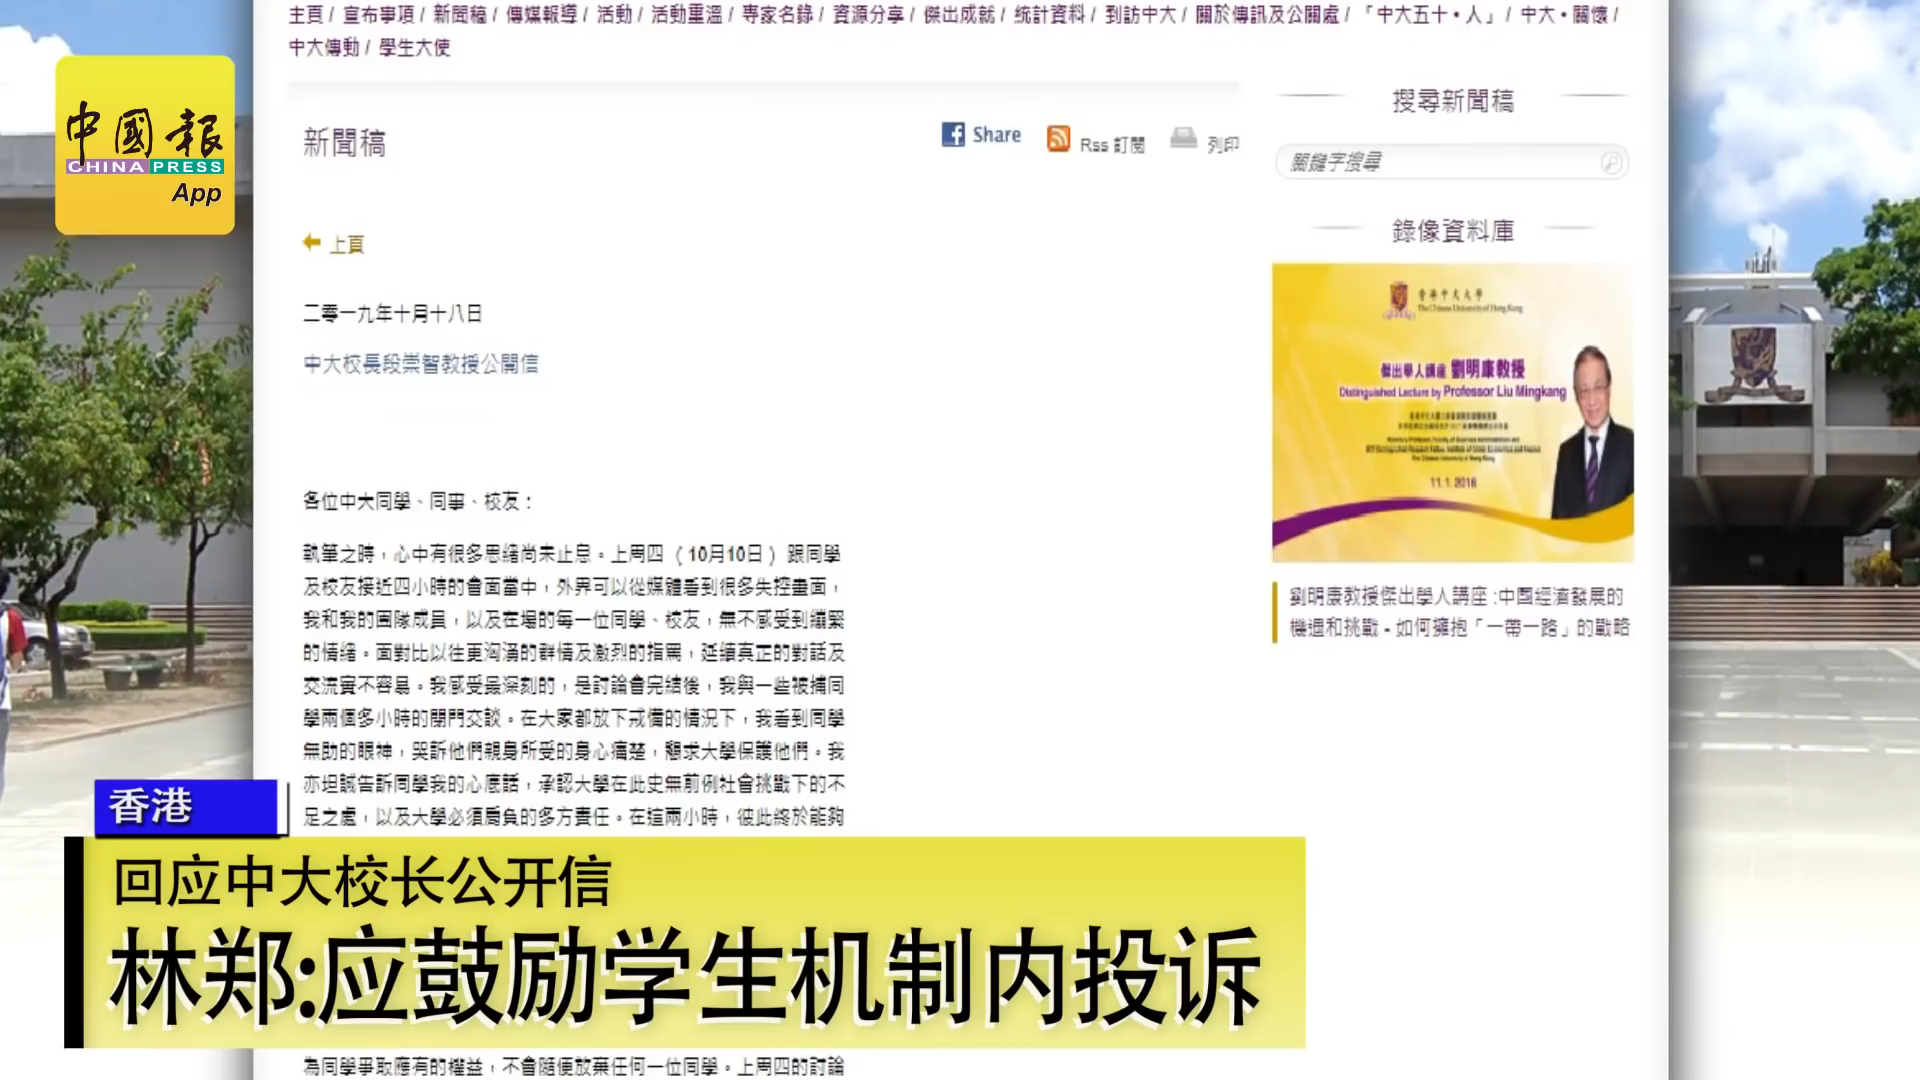 主頁 / 宣布事項 / 新聞稿 / 傳媒報導 / 活動 / 活動重溫 / 專家名錄 / 資源分享 / 傑出成就 / 統計資料 / 到訪中大 / 關於傳訊及公關處 / 「中大五十・人」 / 中大・關懷 /
中大傳動 / 學生大使
中國報
CHINA PRESS
App
新聞稿
Share
Rss 訂閱
列印
搜尋新聞稿
關鍵字搜尋
上頁
錄像資料庫
二零一九年十月十八日
中大校長段崇智教授公開信
香港中文大學
The Chinese University of Hong Kong
傑出學人講座 劉明康教授
Distinguished Lecture by Professor Liu Mingkang
11.1.2018
劉明康教授傑出學人講座 :中國經濟發展的
機遇和挑戰 - 如何擁抱「一帶一路」的戰略
各位中大同學、同事、校友：
執筆之時，心中有很多思緒尚未止息。上周四 （10月10日） 跟同學
及校友接近四小時的會面當中，外界可以從媒體看到很多失控畫面，
我和我的團隊成員，以及在場的每一位同學、校友，無不感受到繃緊
的情緒。面對比以往更洶湧的群情及激烈的指罵，延續真正的對話及
交流實不容易。我感受最深刻的，是討論會完結後，我與一些被捕同
學兩個多小時的閉門交談。在大家都放下戒備的情況下，我看到同學
無助的眼神，哭訴他們親身所受的身心痛楚，懇求大學保護他們。我
亦坦誠告訴同學我的心底話，承認大學在此史無前例社會挑戰下的不
足之處，以及大學必須肩負的多方責任。在這兩小時，彼此終於能夠
香港
回应中大校长公开信
林郑:应鼓励学生机制内投诉
為同學爭取應有的權益，不會隨便放棄任何一位同學。上周四的討論